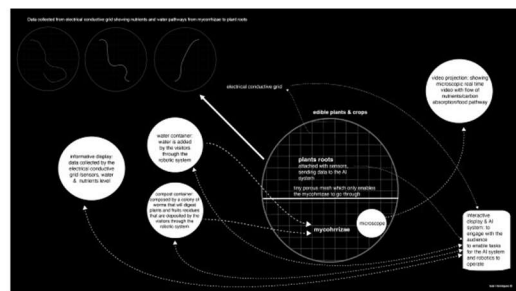 Data collected from electrical conductive grid showing nutrients and water pathways from mycorrhizae to plant roots
electrical conductive grid
video projection: showing
microscopic real time
video with flow of
nutrients/carbon
absorption/food pathway
edible plants & crops
water container:
water is added
by the visitors
through the
robotic system
informative display:
data collected by the
electrical conductive
grid /sensors, water
& nutrients level
plants roots
attached with sensors,
sending data to the AI
system
tiny porous mesh which only enables
the mycohrrizae to go through
compost container:
composed by a colony of
worms that will digest
plants and fruits residues
that are deposited by the
visitors through the
robotic system
mycohrrizae
microscope
interactive
display & AI
system: to
engage with the
audience
to enable tasks
for the AI system
and robotics to
operate